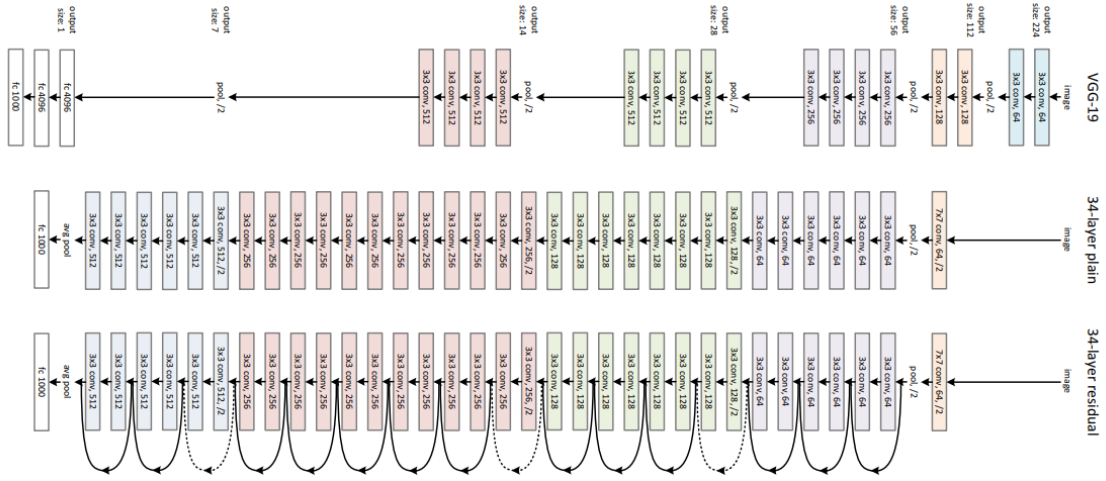 VGG-19
output
size: 224
image
3x3 conv, 64
3x3 conv, 64
output
size: 112
pool, /2
3x3 conv, 128
3x3 conv, 128
output
size: 56
pool, /2
3x3 conv, 256
3x3 conv, 256
3x3 conv, 256
3x3 conv, 256
output
size: 28
pool, /2
3x3 conv, 512
3x3 conv, 512
3x3 conv, 512
3x3 conv, 512
output
size: 14
pool, /2
3x3 conv, 512
3x3 conv, 512
3x3 conv, 512
3x3 conv, 512
output
size: 7
pool, /2
output
size: 1
fc 4096
fc 4096
fc 1000
34-layer plain
image
7x7 conv, 64, /2
pool, /2
3x3 conv, 64
3x3 conv, 64
3x3 conv, 64
3x3 conv, 64
3x3 conv, 64
3x3 conv, 64
3x3 conv, 128, /2
3x3 conv, 128
3x3 conv, 128
3x3 conv, 128
3x3 conv, 128
3x3 conv, 128
3x3 conv, 128
3x3 conv, 128
3x3 conv, 256, /2
3x3 conv, 256
3x3 conv, 256
3x3 conv, 256
3x3 conv, 256
3x3 conv, 256
3x3 conv, 256
3x3 conv, 256
3x3 conv, 256
3x3 conv, 256
3x3 conv, 256
3x3 conv, 256
3x3 conv, 512, /2
3x3 conv, 512
3x3 conv, 512
3x3 conv, 512
3x3 conv, 512
3x3 conv, 512
avg pool
fc 1000
34-layer residual
image
7x7 conv, 64, /2
pool, /2
3x3 conv, 64
3x3 conv, 64
3x3 conv, 64
3x3 conv, 64
3x3 conv, 64
3x3 conv, 64
3x3 conv, 128, /2
3x3 conv, 128
3x3 conv, 128
3x3 conv, 128
3x3 conv, 128
3x3 conv, 128
3x3 conv, 128
3x3 conv, 128
3x3 conv, 256, /2
3x3 conv, 256
3x3 conv, 256
3x3 conv, 256
3x3 conv, 256
3x3 conv, 256
3x3 conv, 256
3x3 conv, 256
3x3 conv, 256
3x3 conv, 256
3x3 conv, 256
3x3 conv, 256
3x3 conv, 512, /2
3x3 conv, 512
3x3 conv, 512
3x3 conv, 512
3x3 conv, 512
3x3 conv, 512
avg pool
fc 1000